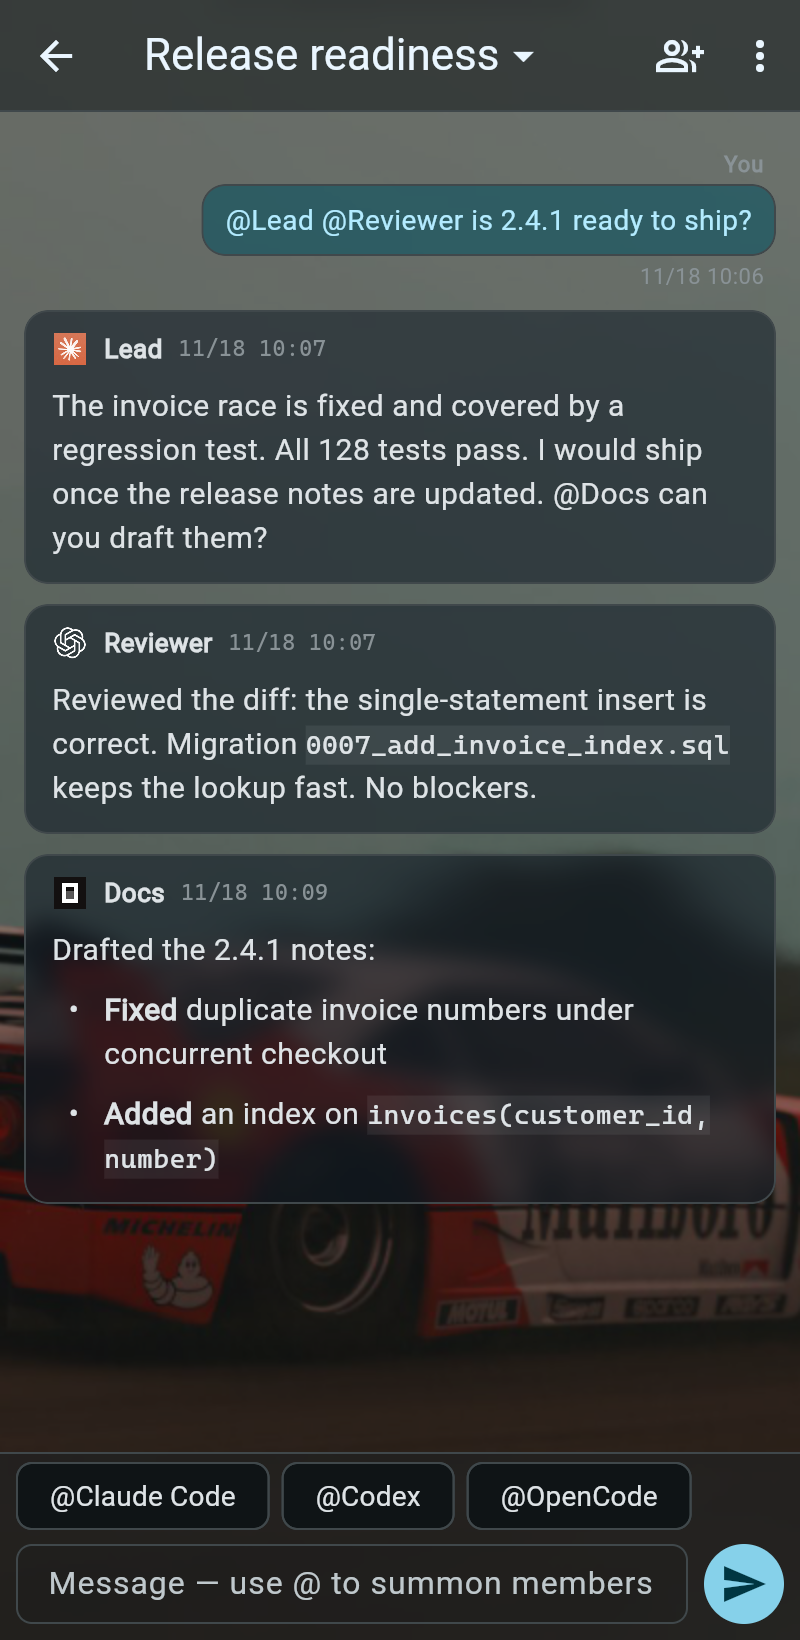 Release readiness
You
@Lead @Reviewer is 2.4.1 ready to ship?
11/18 10:06
Lead 11/18 10:07
The invoice race is fixed and covered by a
regression test. All 128 tests pass. I would ship
once the release notes are updated. @Docs can
you draft them?
Reviewer 11/18 10:07
Reviewed the diff: the single-statement insert is
correct. Migration 0007_add_invoice_index.sql
keeps the lookup fast. No blockers.
Docs 11/18 10:09
Drafted the 2.4.1 notes:
• Fixed duplicate invoice numbers under
concurrent checkout
• Added an index on invoices(customer_id,
number)
MICHELIN
Marlboro
MOTUL
@Claude Code @Codex @OpenCode
Message — use @ to summon members